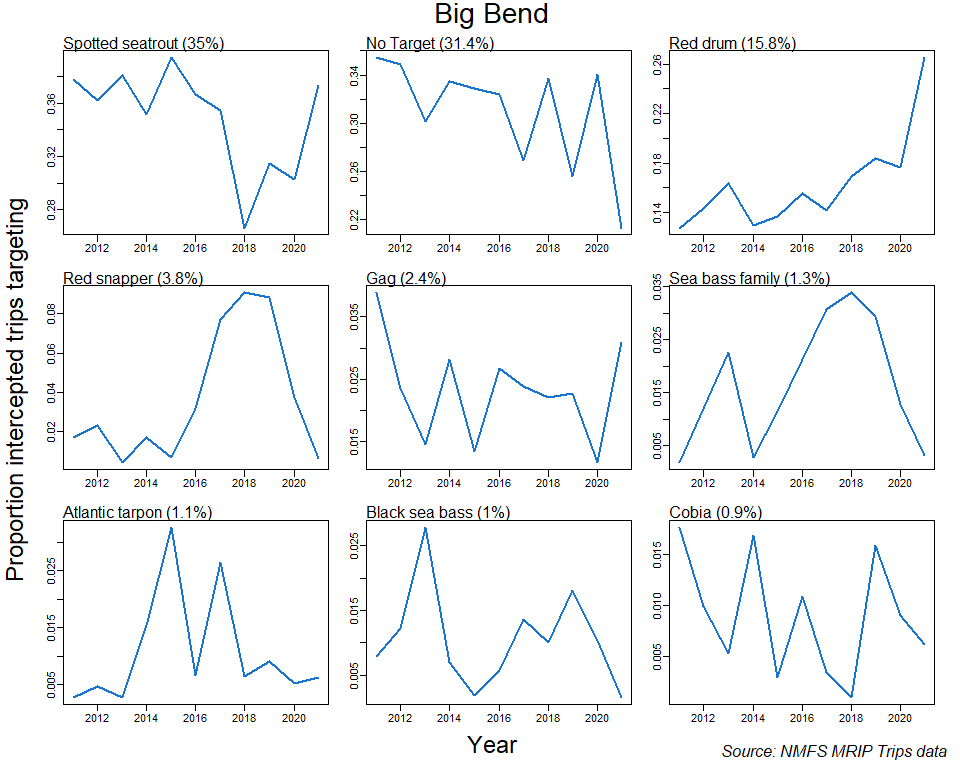 Big Bend
Proportion intercepted trips targeting
Spotted seatrout (35%)
0.36
0.32
0.28
2012 2014 2016 2018 2020
No Target (31.4%)
0.34
0.30
0.26
0.22
2012 2014 2016 2018 2020
Red drum (15.8%)
0.26
0.22
0.18
0.14
2012 2014 2016 2018 2020
Red snapper (3.8%)
0.08
0.06
0.04
0.02
2012 2014 2016 2018 2020
Gag (2.4%)
0.035
0.025
0.015
2012 2014 2016 2018 2020
Sea bass family (1.3%)
0.035
0.025
0.015
0.005
2012 2014 2016 2018 2020
Atlantic tarpon (1.1%)
0.025
0.015
0.005
2012 2014 2016 2018 2020
Black sea bass (1%)
0.025
0.015
0.005
2012 2014 2016 2018 2020
Cobia (0.9%)
0.015
0.010
0.005
2012 2014 2016 2018 2020
Year
Source: NMFS MRIP Trips data